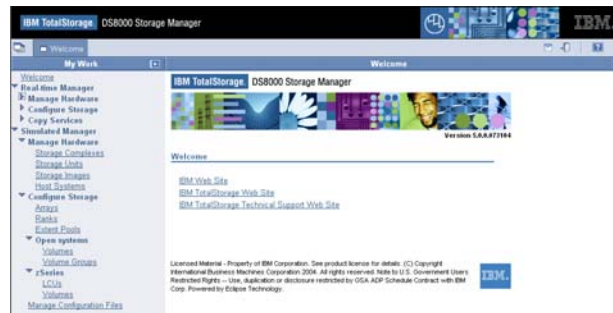 IBM TotalStorage. DS8000 Storage Manager
IBM.
Welcome
My Work
Welcome
Welcome
Real-time Manager
Manage Hardware
Configure Storage
Copy Services
Simulated Manager
Manage Hardware
Storage Complexes
Storage Units
Storage Images
Host Systems
Configure Storage
Arrays
Ranks
Extent Pools
Open systems
Volumes
Volume Groups
zSeries
LCUs
Volumes
Manage Configuration Files
IBM TotalStorage. DS8000 Storage Manager
Version 5.0.0.073104
Welcome
IBM Web Site
IBM TotalStorage Web Site
IBM TotalStorage Technical Support Web Site
Licensed Material - Property of IBM Corporation. See product license for details. (C) Copyright
International Business Machines Corporation 2004. All rights reserved. Note to U.S. Government Users
Restricted Rights -- Use, duplication or disclosure restricted by GSA ADP Schedule Contract with IBM
Corp. Powered by Eclipse Technology.
IBM.